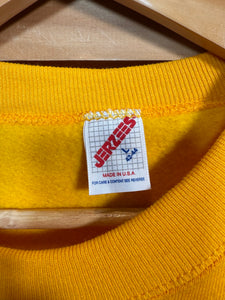 JERZEES
L
MADE IN U.S.A.
FOR CARE & CONTENT SEE REVERSE